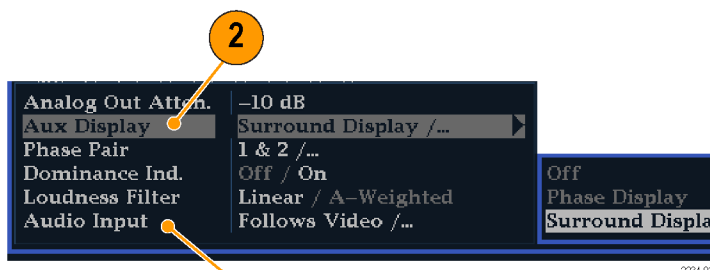 2
Analog Out Atten. –10 dB
Aux Display Surround Display /...
Phase Pair 1 & 2 /...
Dominance Ind. Off / On
Loudness Filter Linear / A–Weighted
Audio Input Follows Video /...
Off
Phase Display
Surround Displa